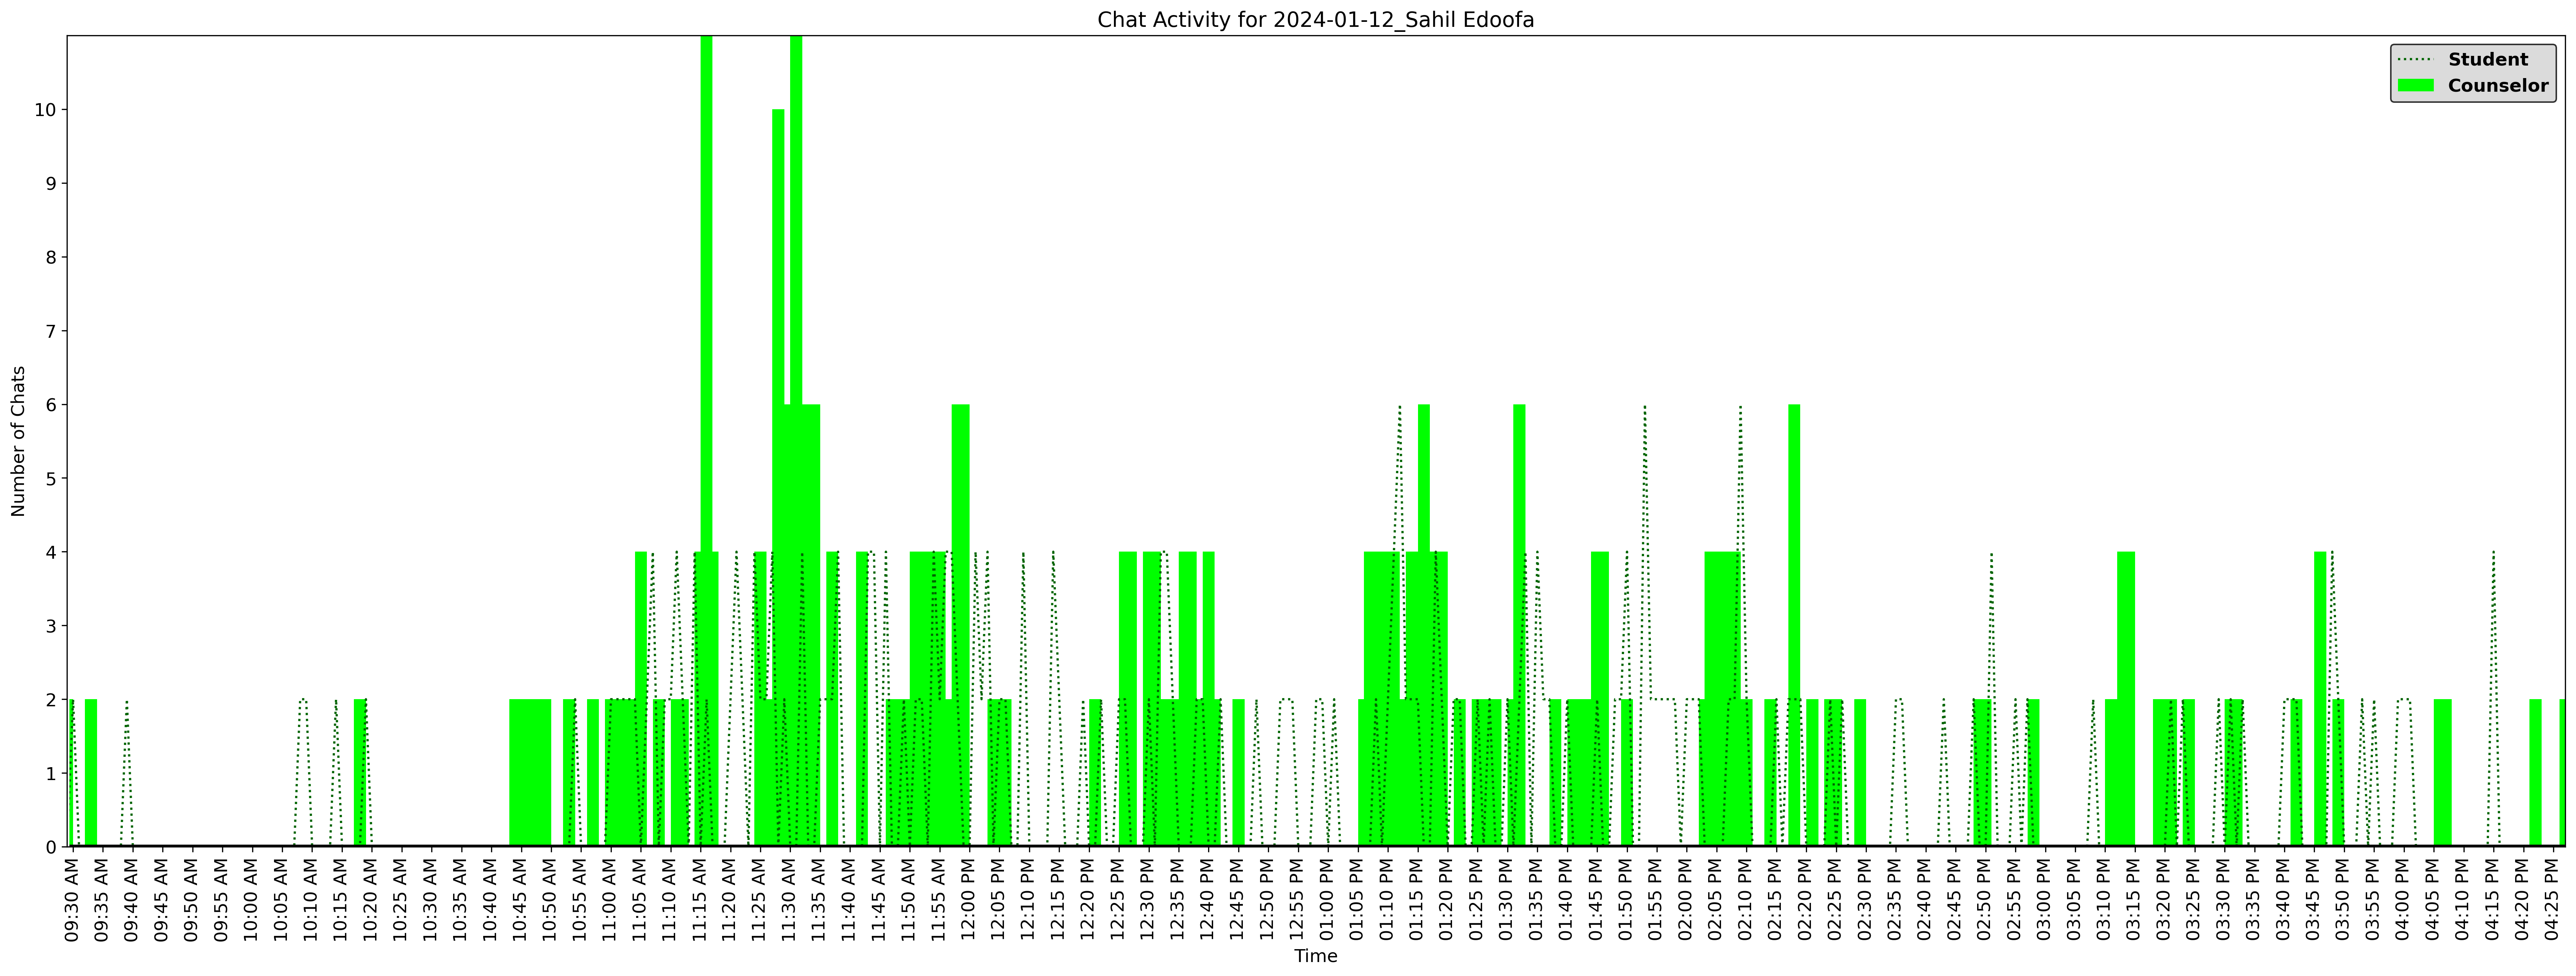 Chat Activity for 2024-01-12_Sahil Edoofa
Student
Counselor
Number of Chats
10
9
8
7
6
5
4
3
2
1
0
09:30 AM
09:35 AM
09:40 AM
09:45 AM
09:50 AM
09:55 AM
10:00 AM
10:05 AM
10:10 AM
10:15 AM
10:20 AM
10:25 AM
10:30 AM
10:35 AM
10:40 AM
10:45 AM
10:50 AM
10:55 AM
11:00 AM
11:05 AM
11:10 AM
11:15 AM
11:20 AM
11:25 AM
11:30 AM
11:35 AM
11:40 AM
11:45 AM
11:50 AM
11:55 AM
12:00 PM
12:05 PM
12:10 PM
12:15 PM
12:20 PM
12:25 PM
12:30 PM
12:35 PM
12:40 PM
12:45 PM
12:50 PM
12:55 PM
01:00 PM
01:05 PM
01:10 PM
01:15 PM
01:20 PM
01:25 PM
01:30 PM
01:35 PM
01:40 PM
01:45 PM
01:50 PM
01:55 PM
02:00 PM
02:05 PM
02:10 PM
02:15 PM
02:20 PM
02:25 PM
02:30 PM
02:35 PM
02:40 PM
02:45 PM
02:50 PM
02:55 PM
03:00 PM
03:05 PM
03:10 PM
03:15 PM
03:20 PM
03:25 PM
03:30 PM
03:35 PM
03:40 PM
03:45 PM
03:50 PM
03:55 PM
04:00 PM
04:05 PM
04:10 PM
04:15 PM
04:20 PM
04:25 PM
Time